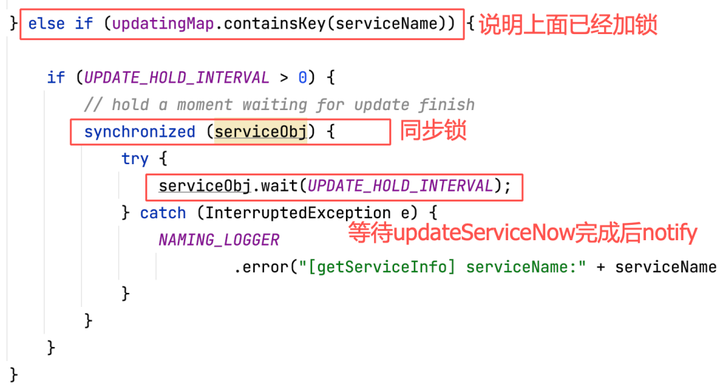 } else if (updatingMap.containsKey(serviceName)) { 说明上面已经加锁
if (UPDATE_HOLD_INTERVAL > 0) {
// hold a moment waiting for update finish
synchronized (serviceObj) { 同步锁
try {
serviceObj.wait(UPDATE_HOLD_INTERVAL);
} catch (InterruptedException e) {
等待updateServiceNow完成后notify
NAMING_LOGGER
.error("[getServiceInfo] serviceName:" + serviceName
}
}
}
}